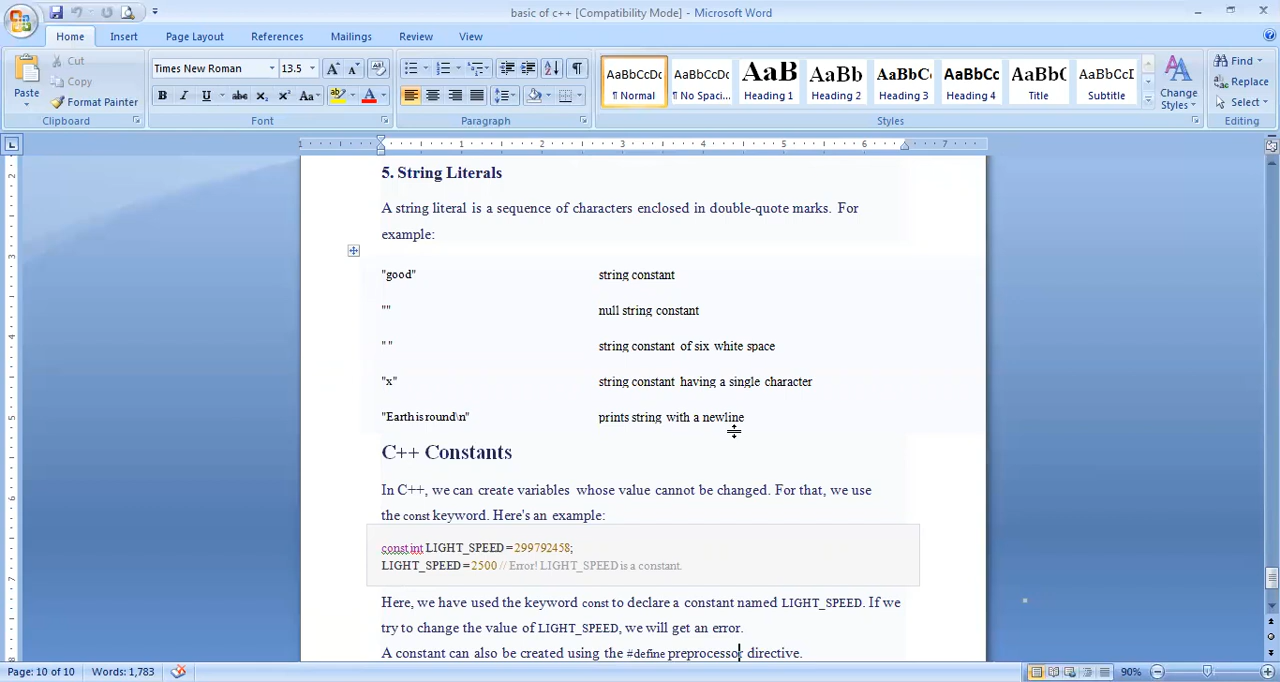 basic of c++ [Compatibility Mode] - Microsoft Word
Home Insert Page Layout References Mailings Review View
Paste
Cut
Copy
Format Painter
Clipboard
Times New Roman 13.5
Font
Paragraph
AaBbCcDc AaBbCcDc AaB AaBbCc AaBbCc AaBbCc AaBbC AaBbCcI
¶ Normal ¶ No Spaci... Heading 1 Heading 2 Heading 3 Heading 4 Title Subtitle
Change Styles
Styles
Find
Replace
Select
Editing
5. String Literals
A string literal is a sequence of characters enclosed in double-quote marks. For
example:
"good" string constant
"" null string constant
" " string constant of six white space
"x" string constant having a single character
"Earth is round\n" prints string with a newline
C++ Constants
In C++, we can create variables whose value cannot be changed. For that, we use
the const keyword. Here's an example:
const int LIGHT_SPEED = 299792458;
LIGHT_SPEED = 2500 // Error! LIGHT_SPEED is a constant.
Here, we have used the keyword const to declare a constant named LIGHT_SPEED. If we
try to change the value of LIGHT_SPEED, we will get an error.
A constant can also be created using the #define preprocessor directive.
Page: 10 of 10 Words: 1,783 90%